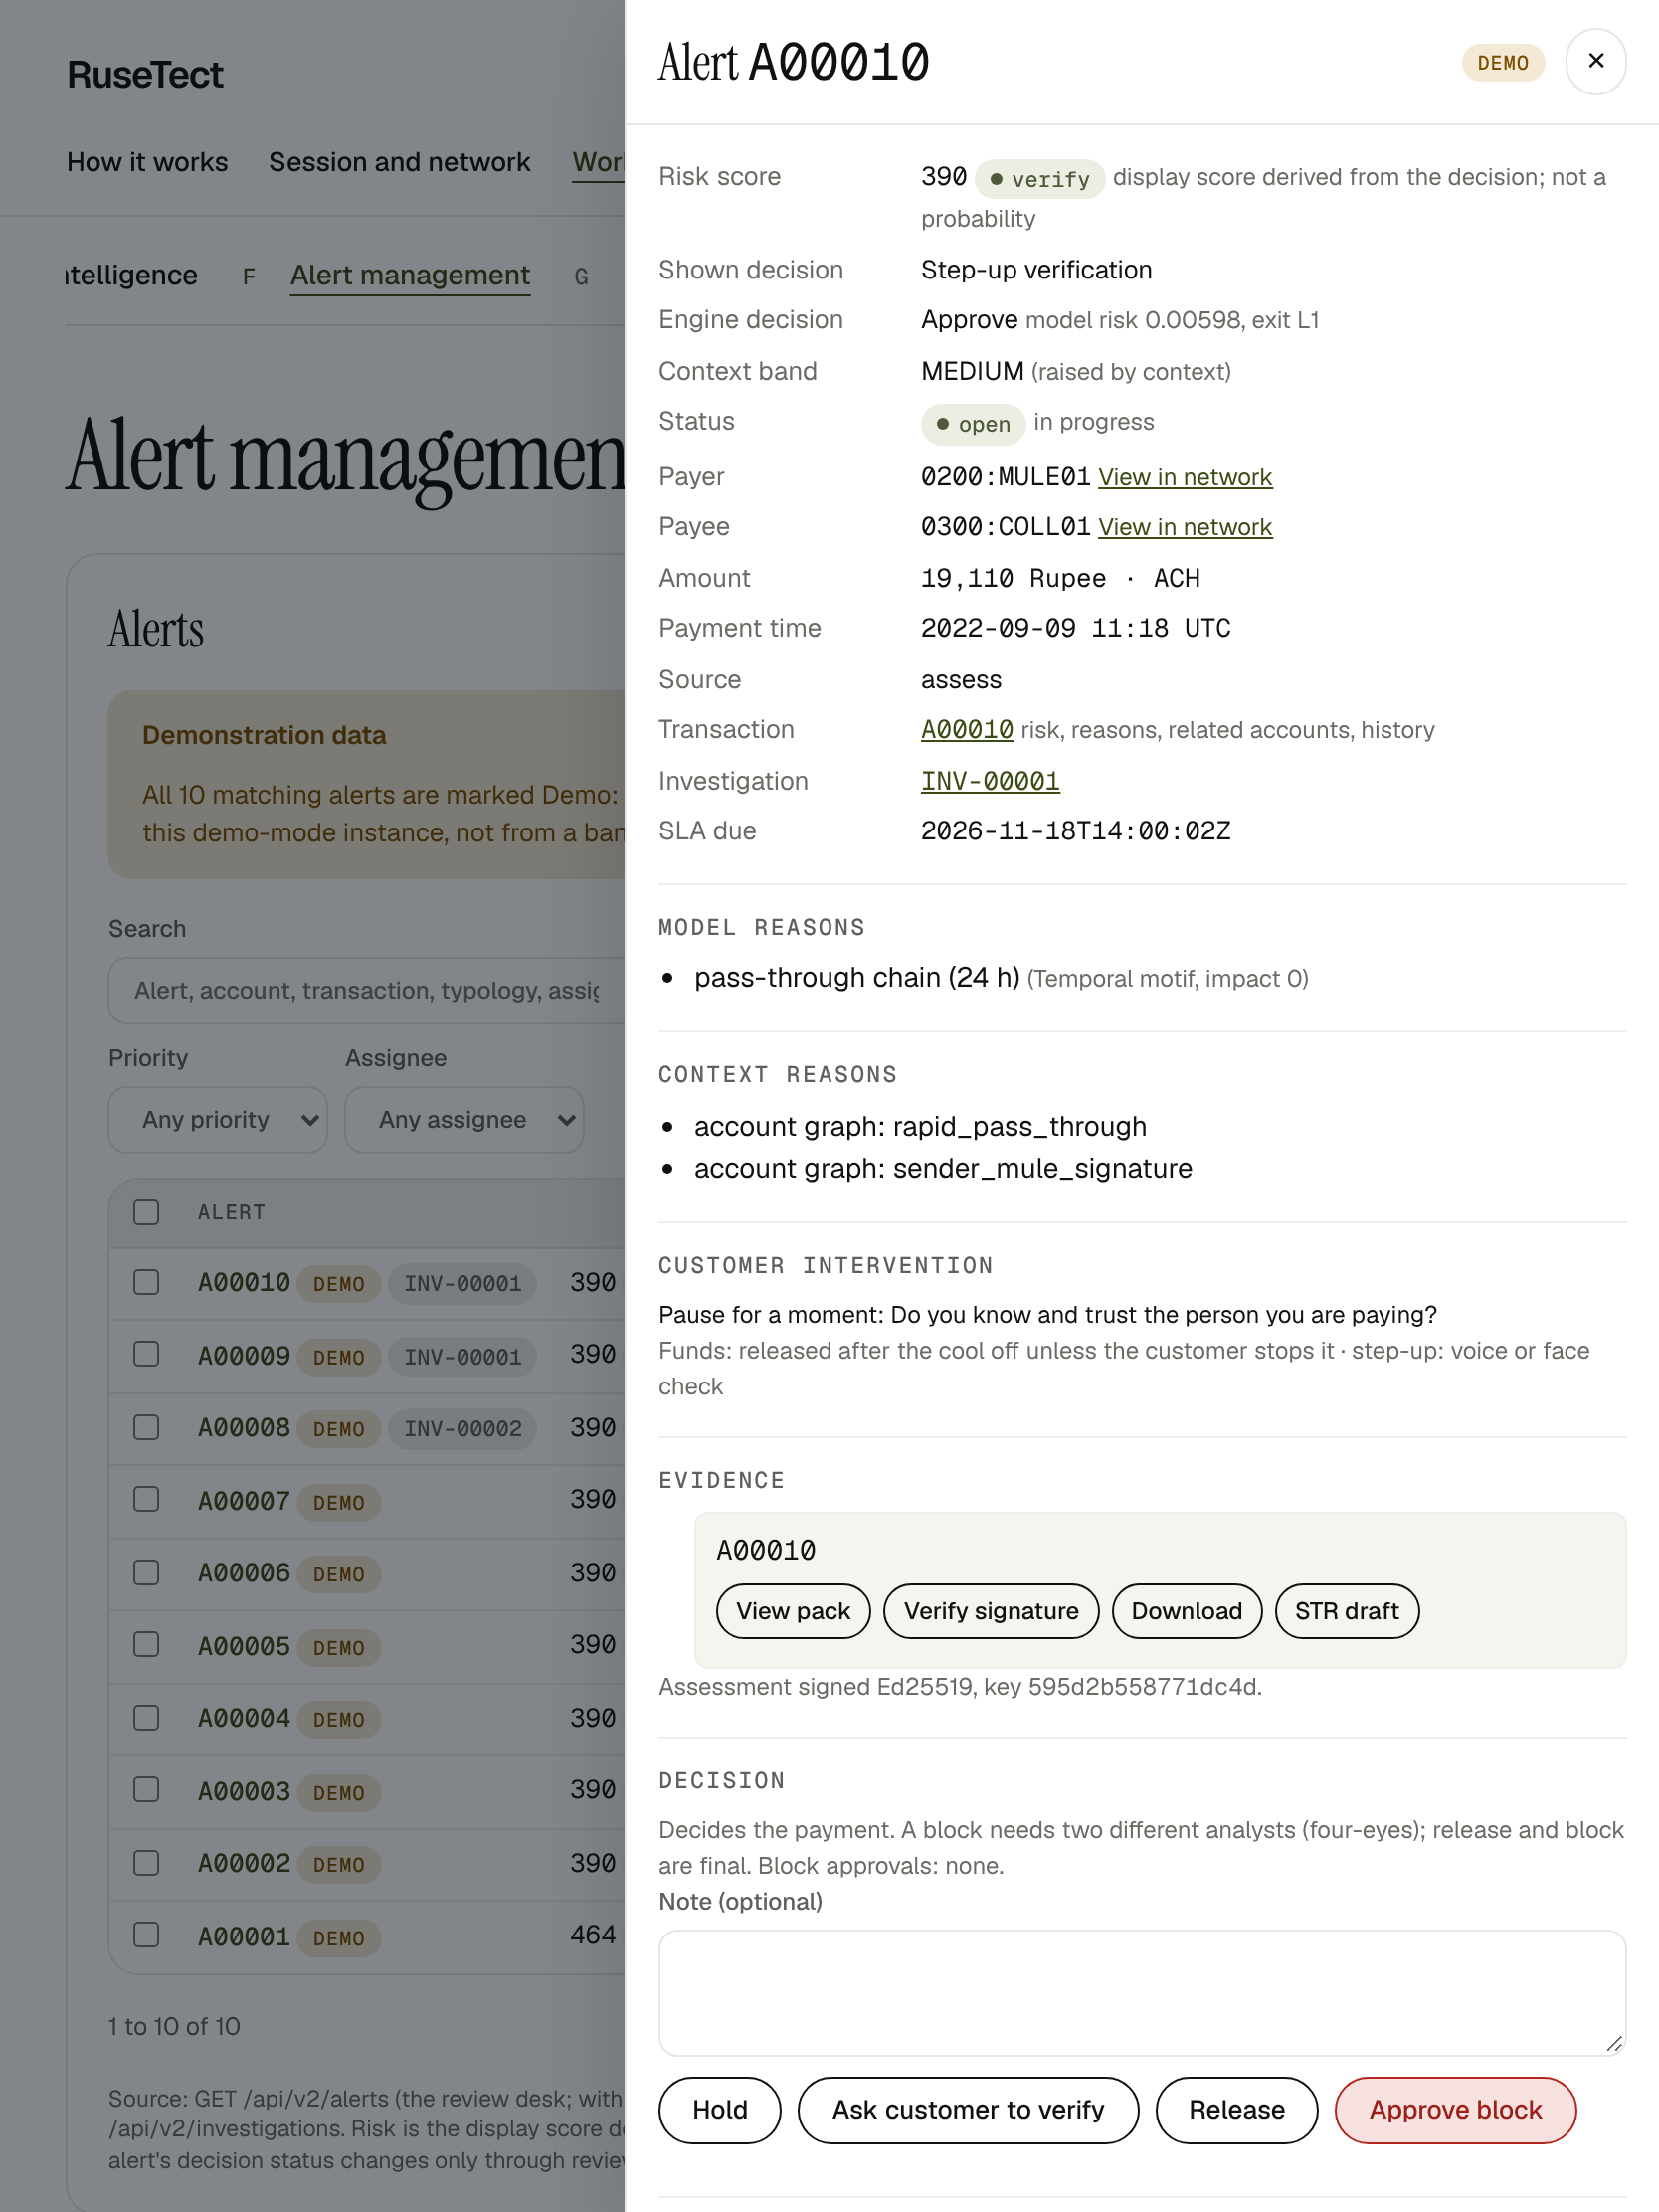 RuseTect
How it works Session and network Wor
ntelligence F Alert management G
Alert managemen
Alerts
Demonstration data
All 10 matching alerts are marked Demo:
this demo-mode instance, not from a ban
Search
Alert, account, transaction, typology, assig
Priority Assignee
Any priority Any assignee
ALERT
A00010 DEMO INV-00001 390
A00009 DEMO INV-00001 390
A00008 DEMO INV-00002 390
A00007 DEMO 390
A00006 DEMO 390
A00005 DEMO 390
A00004 DEMO 390
A00003 DEMO 390
A00002 DEMO 390
A00001 DEMO 464
1 to 10 of 10
Source: GET /api/v2/alerts (the review desk; with
/api/v2/investigations. Risk is the display score de
alert's decision status changes only through review
Alert A00010 DEMO ×
Risk score 390 verify display score derived from the decision; not a
probability
Shown decision Step-up verification
Engine decision Approve model risk 0.00598, exit L1
Context band MEDIUM (raised by context)
Status open in progress
Payer 0200:MULE01 View in network
Payee 0300:COLL01 View in network
Amount 19,110 Rupee · ACH
Payment time 2022-09-09 11:18 UTC
Source assess
Transaction A00010 risk, reasons, related accounts, history
Investigation INV-00001
SLA due 2026-11-18T14:00:02Z
MODEL REASONS
• pass-through chain (24 h) (Temporal motif, impact 0)
CONTEXT REASONS
• account graph: rapid_pass_through
• account graph: sender_mule_signature
CUSTOMER INTERVENTION
Pause for a moment: Do you know and trust the person you are paying?
Funds: released after the cool off unless the customer stops it · step-up: voice or face
check
EVIDENCE
A00010
View pack Verify signature Download STR draft
Assessment signed Ed25519, key 595d2b558771dc4d.
DECISION
Decides the payment. A block needs two different analysts (four-eyes); release and block
are final. Block approvals: none.
Note (optional)
Hold Ask customer to verify Release Approve block